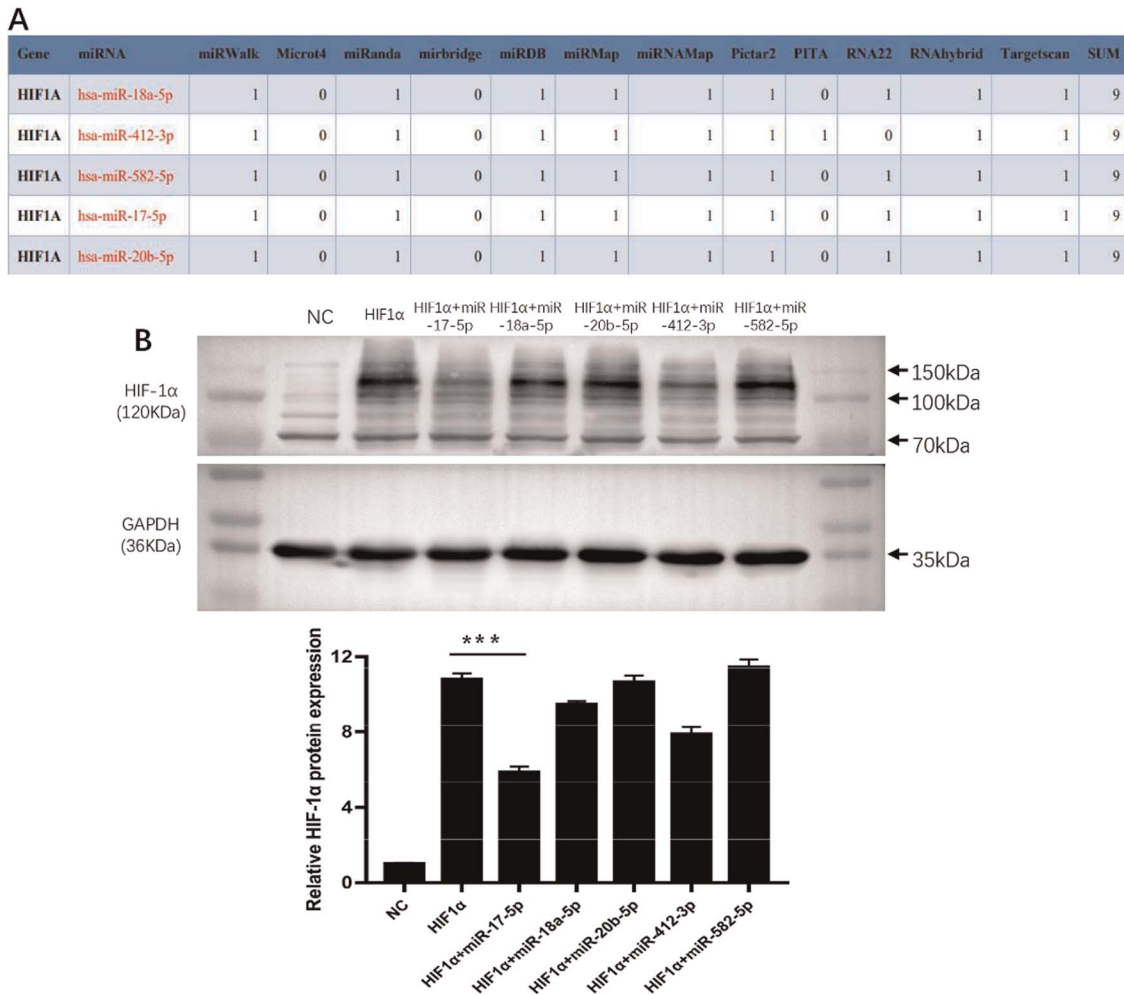 A
Gene miRNA miRWalk Microt4 miRanda mirbridge miRDB miRMap miRNAMap Pictar2 PITA RNA22 RNAhybrid Targetscan SUM
HIF1A hsa-miR-18a-5p 1 0 1 0 1 1 1 1 0 1 1 1 9
HIF1A hsa-miR-412-3p 1 0 1 0 1 1 1 1 1 0 1 1 9
HIF1A hsa-miR-582-5p 1 0 1 0 1 1 1 1 0 1 1 1 9
HIF1A hsa-miR-17-5p 1 0 1 0 1 1 1 1 0 1 1 1 9
HIF1A hsa-miR-20b-5p 1 0 1 0 1 1 1 1 0 1 1 1 9
B
NC HIF1α HIF1α+miR HIF1α+miR HIF1α+miR HIF1α+miR HIF1α+miR
-17-5p -18a-5p -20b-5p -412-3p -582-5p
HIF-1α
(120KDa)
150kDa
100kDa
70kDa
GAPDH
(36KDa)
35kDa
Relative HIF-1α protein expression
***
12
8
4
0
NC
HIF1α
HIF1α+miR-17-5p
HIF1α+miR-18a-5p
HIF1α+miR-20b-5p
HIF1α+miR-412-3p
HIF1α+miR-582-5p